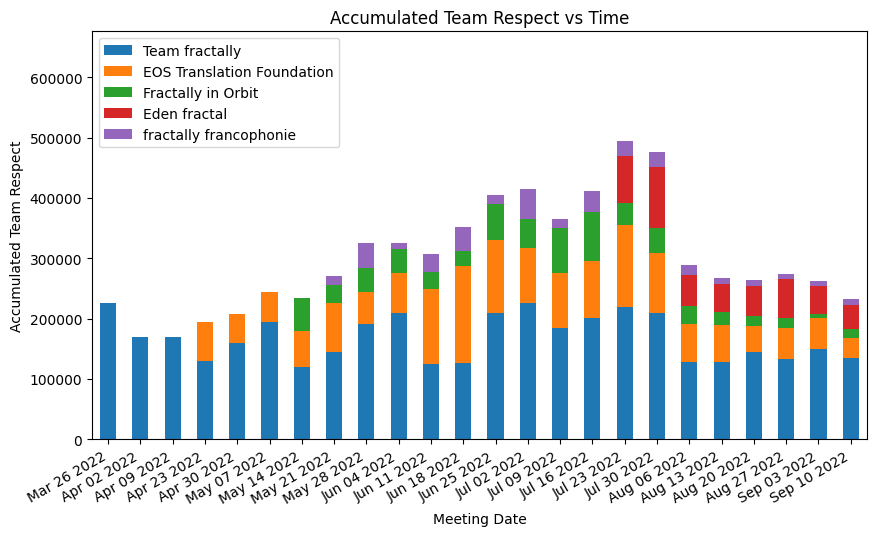 Accumulated Team Respect vs Time
Team fractally
EOS Translation Foundation
Fractally in Orbit
Eden fractal
fractally francophonie
Accumulated Team Respect
600000
500000
400000
300000
200000
100000
0
Mar 26 2022
Apr 02 2022
Apr 09 2022
Apr 23 2022
Apr 30 2022
May 07 2022
May 14 2022
May 21 2022
May 28 2022
Jun 04 2022
Jun 11 2022
Jun 18 2022
Jun 25 2022
Jul 02 2022
Jul 09 2022
Jul 16 2022
Jul 23 2022
Jul 30 2022
Aug 06 2022
Aug 13 2022
Aug 20 2022
Aug 27 2022
Sep 03 2022
Sep 10 2022
Meeting Date